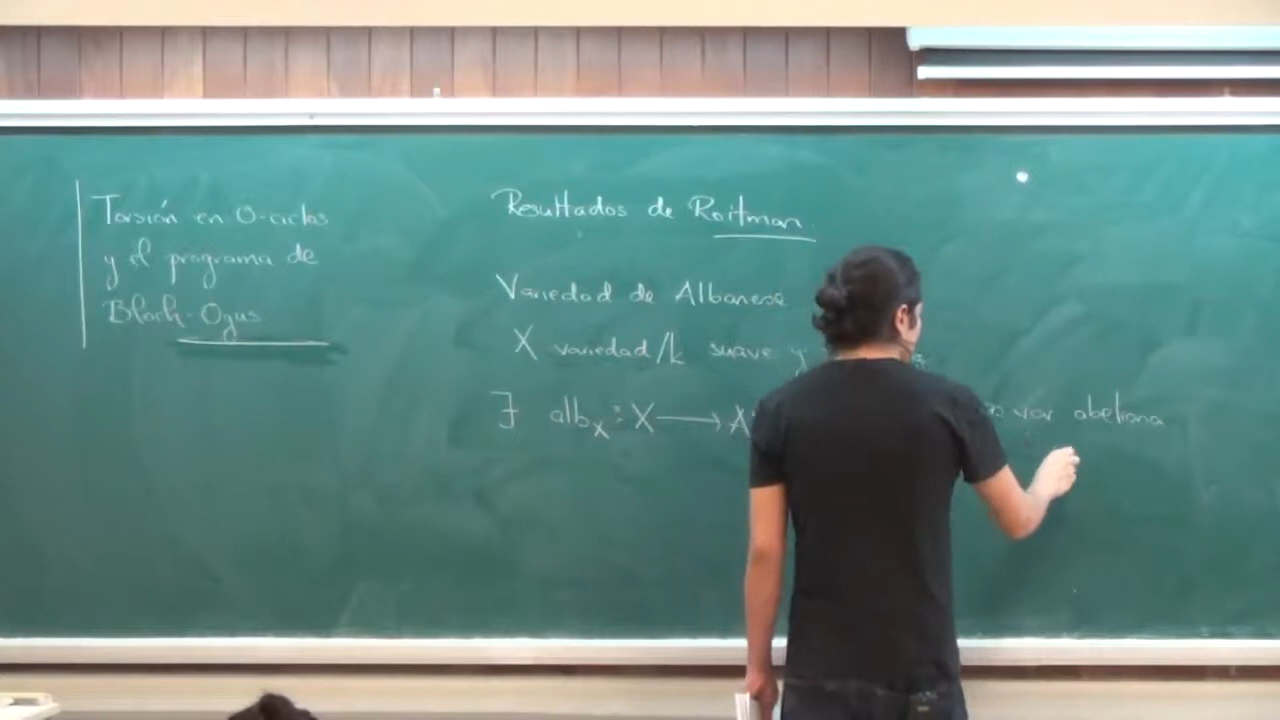 Torsión en 0-ciclos
y el programa de
Bloch-Ogus
Resultados de Roitman.
Variedad de Albanese
X variedad/k suave y
∃ alb_X : X ⟶ A
var abeliana